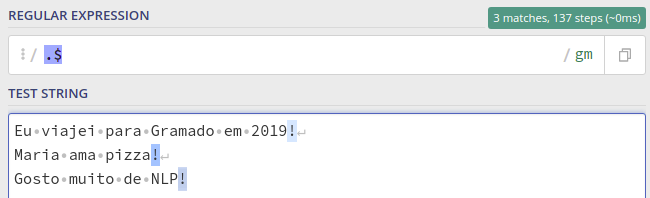 REGULAR EXPRESSION
3 matches, 137 steps (~0ms)
/ .$ / gm
TEST STRING
Eu viajei para Gramado em 2019!
Maria ama pizza!
Gosto muito de NLP!